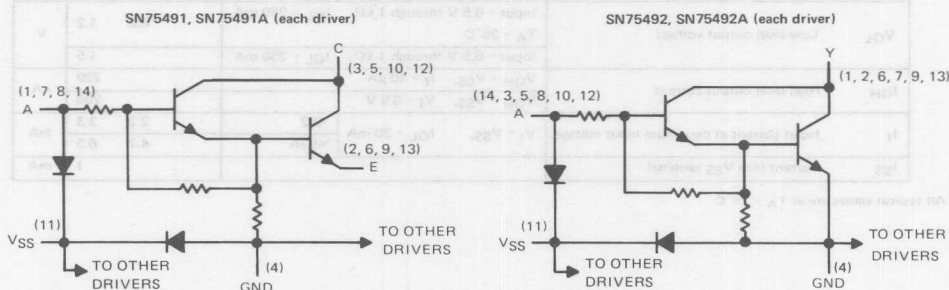 SN75491, SN75491A (each driver)
C
(3, 5, 10, 12)
(1, 7, 8, 14)
A
(2, 6, 9, 13)
E
(11)
VSS
TO OTHER
DRIVERS
TO OTHER
DRIVERS
(4)
GND
SN75492, SN75492A (each driver)
Y
(1, 2, 6, 7, 9, 13)
(14, 3, 5, 8, 10, 12)
A
(11)
VSS
TO OTHER
DRIVERS
TO OTHER
DRIVERS
(4)
GND